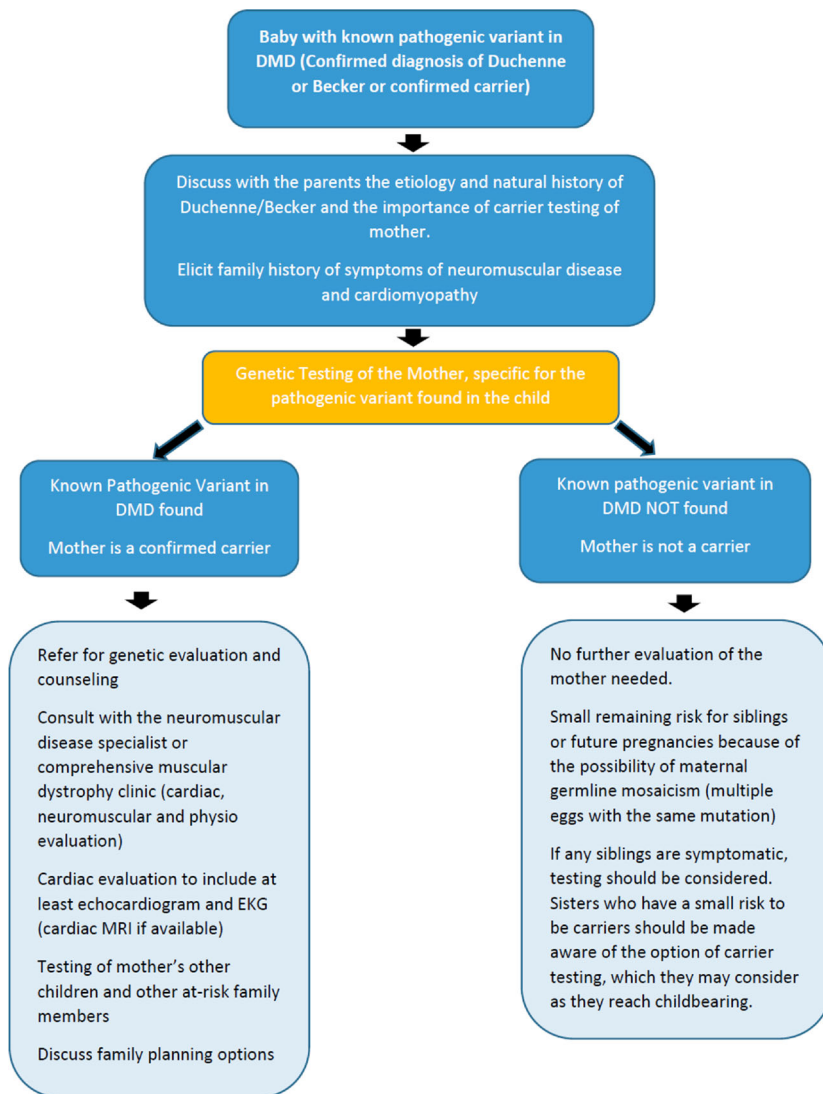 Baby with known pathogenic variant in
DMD (Confirmed diagnosis of Duchenne
or Becker or confirmed carrier)
Discuss with the parents the etiology and natural history of
Duchenne/Becker and the importance of carrier testing of
mother.
Elicit family history of symptoms of neuromuscular disease
and cardiomyopathy
Genetic Testing of the Mother, specific for the
pathogenic variant found in the child
Known Pathogenic Variant in
DMD found
Mother is a confirmed carrier
Known pathogenic variant in
DMD NOT found
Mother is not a carrier
Refer for genetic evaluation and
counseling
Consult with the neuromuscular
disease specialist or
comprehensive muscular
dystrophy clinic (cardiac,
neuromuscular and physio
evaluation)
Cardiac evaluation to include at
least echocardiogram and EKG
(cardiac MRI if available)
Testing of mother's other
children and other at-risk family
members
Discuss family planning options
No further evaluation of the
mother needed.
Small remaining risk for siblings
or future pregnancies because of
the possibility of maternal
germline mosaicism (multiple
eggs with the same mutation)
If any siblings are symptomatic,
testing should be considered.
Sisters who have a small risk to
be carriers should be made
aware of the option of carrier
testing, which they may consider
as they reach childbearing.